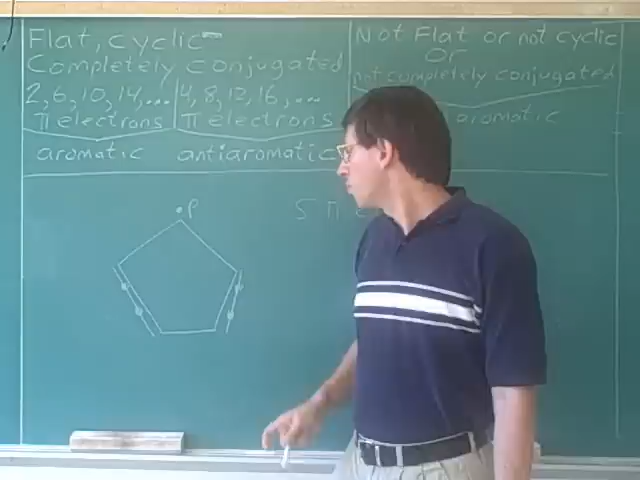 Flat, cyclic
Completely conjugated
2, 6, 10, 14, ... 4, 8, 12, 16, ...
π electrons π electrons
aromatic antiaromatic
Not Flat or not cyclic
or
not completely conjugated
aromatic
P
5 π e